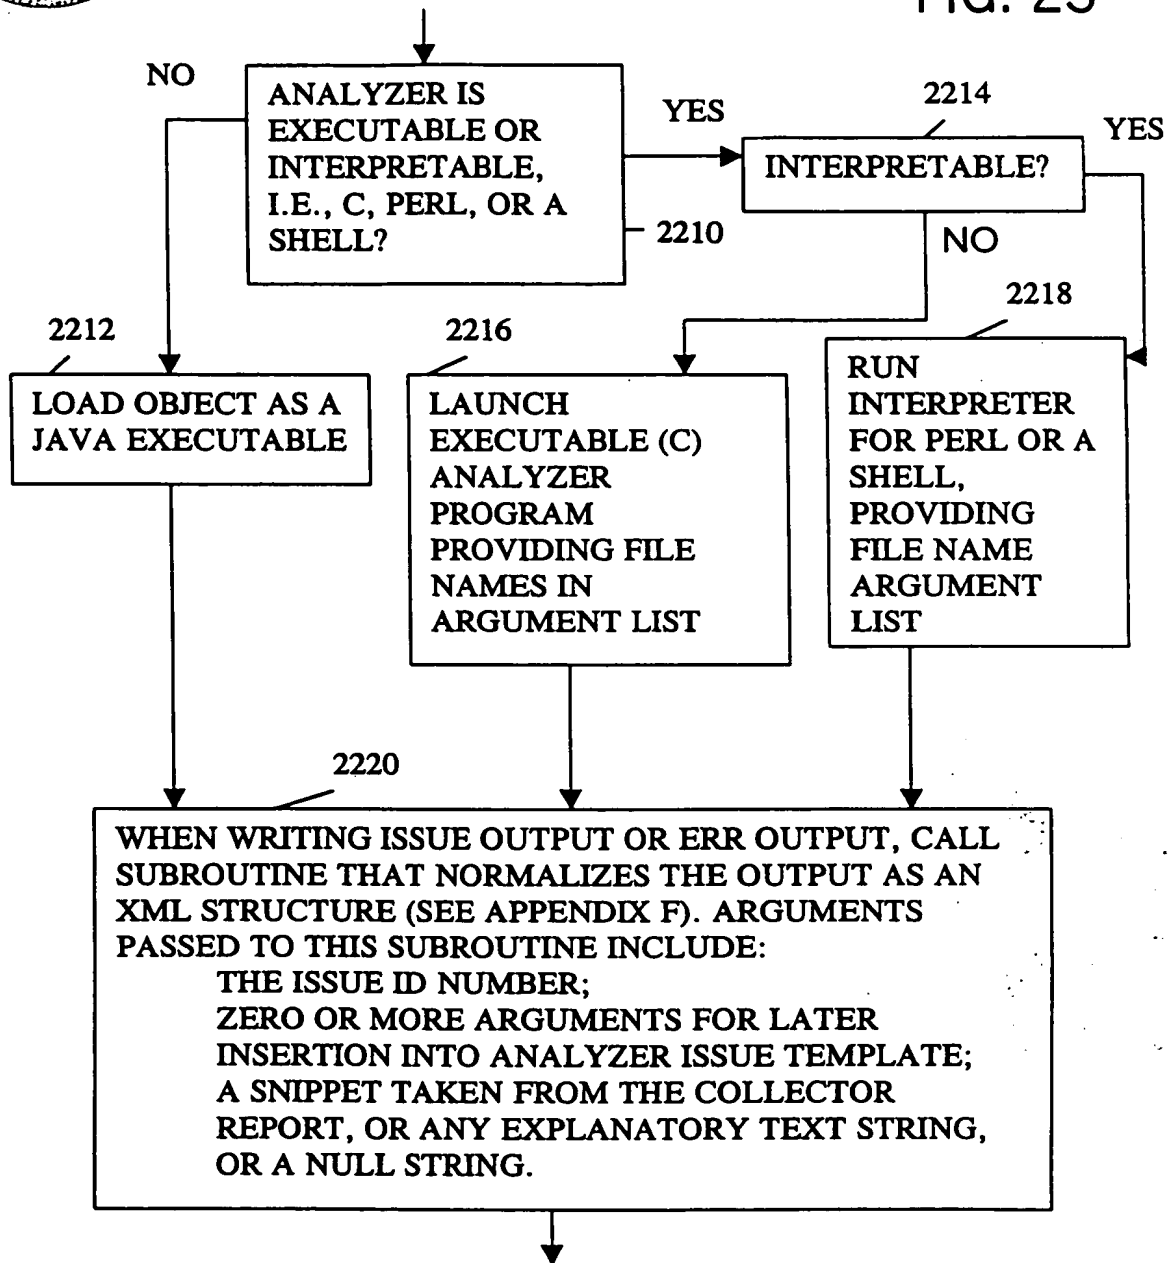 FIG. 23
NO
ANALYZER IS
EXECUTABLE OR
INTERPRETABLE,
I.E., C, PERL, OR A
SHELL?
YES
2210
2214
INTERPRETABLE?
YES
NO
2212
LOAD OBJECT AS A
JAVA EXECUTABLE
2216
LAUNCH
EXECUTABLE (C)
ANALYZER
PROGRAM
PROVIDING FILE
NAMES IN
ARGUMENT LIST
2218
RUN
INTERPRETER
FOR PERL OR A
SHELL,
PROVIDING
FILE NAME
ARGUMENT
LIST
2220
WHEN WRITING ISSUE OUTPUT OR ERR OUTPUT, CALL
SUBROUTINE THAT NORMALIZES THE OUTPUT AS AN
XML STRUCTURE (SEE APPENDIX F). ARGUMENTS
PASSED TO THIS SUBROUTINE INCLUDE:
THE ISSUE ID NUMBER;
ZERO OR MORE ARGUMENTS FOR LATER
INSERTION INTO ANALYZER ISSUE TEMPLATE;
A SNIPPET TAKEN FROM THE COLLECTOR
REPORT, OR ANY EXPLANATORY TEXT STRING,
OR A NULL STRING.